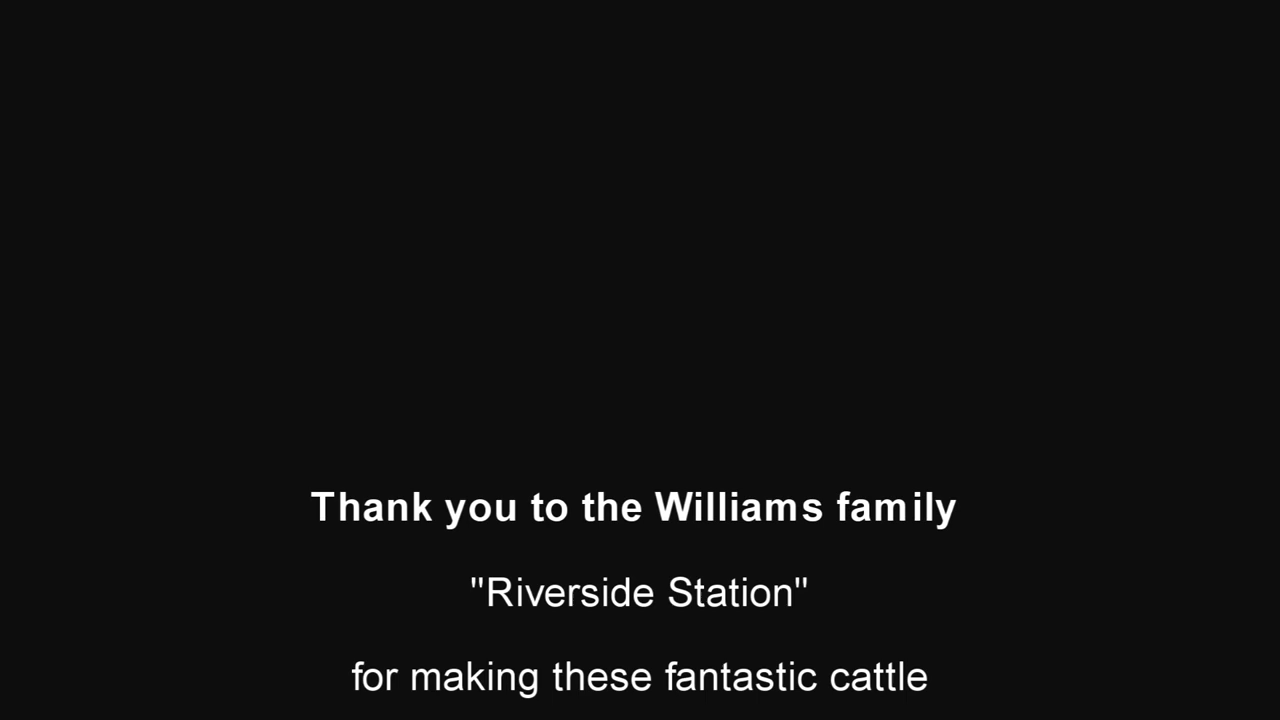 Thank you to the Williams family
"Riverside Station"
for making these fantastic cattle